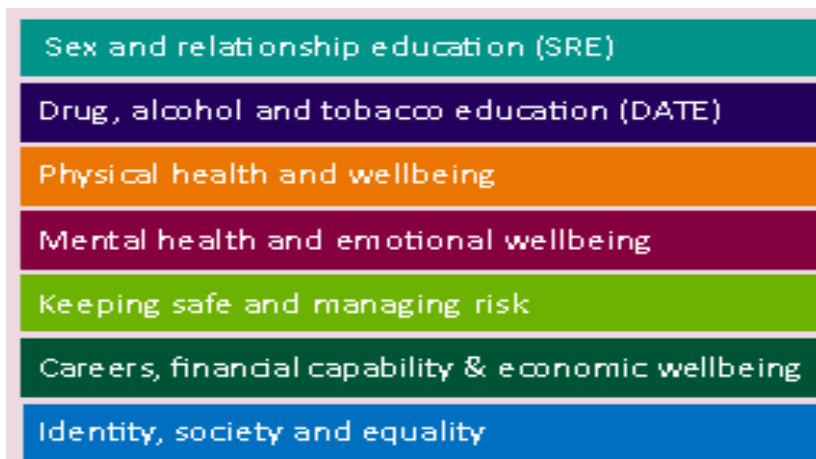 Sex and relationship education (SRE)
Drug, alcohol and tobacco education (DATE)
Physical health and wellbeing
Mental health and emotional wellbeing
Keeping safe and managing risk
Careers, financial capability & economic wellbeing
Identity, society and equality